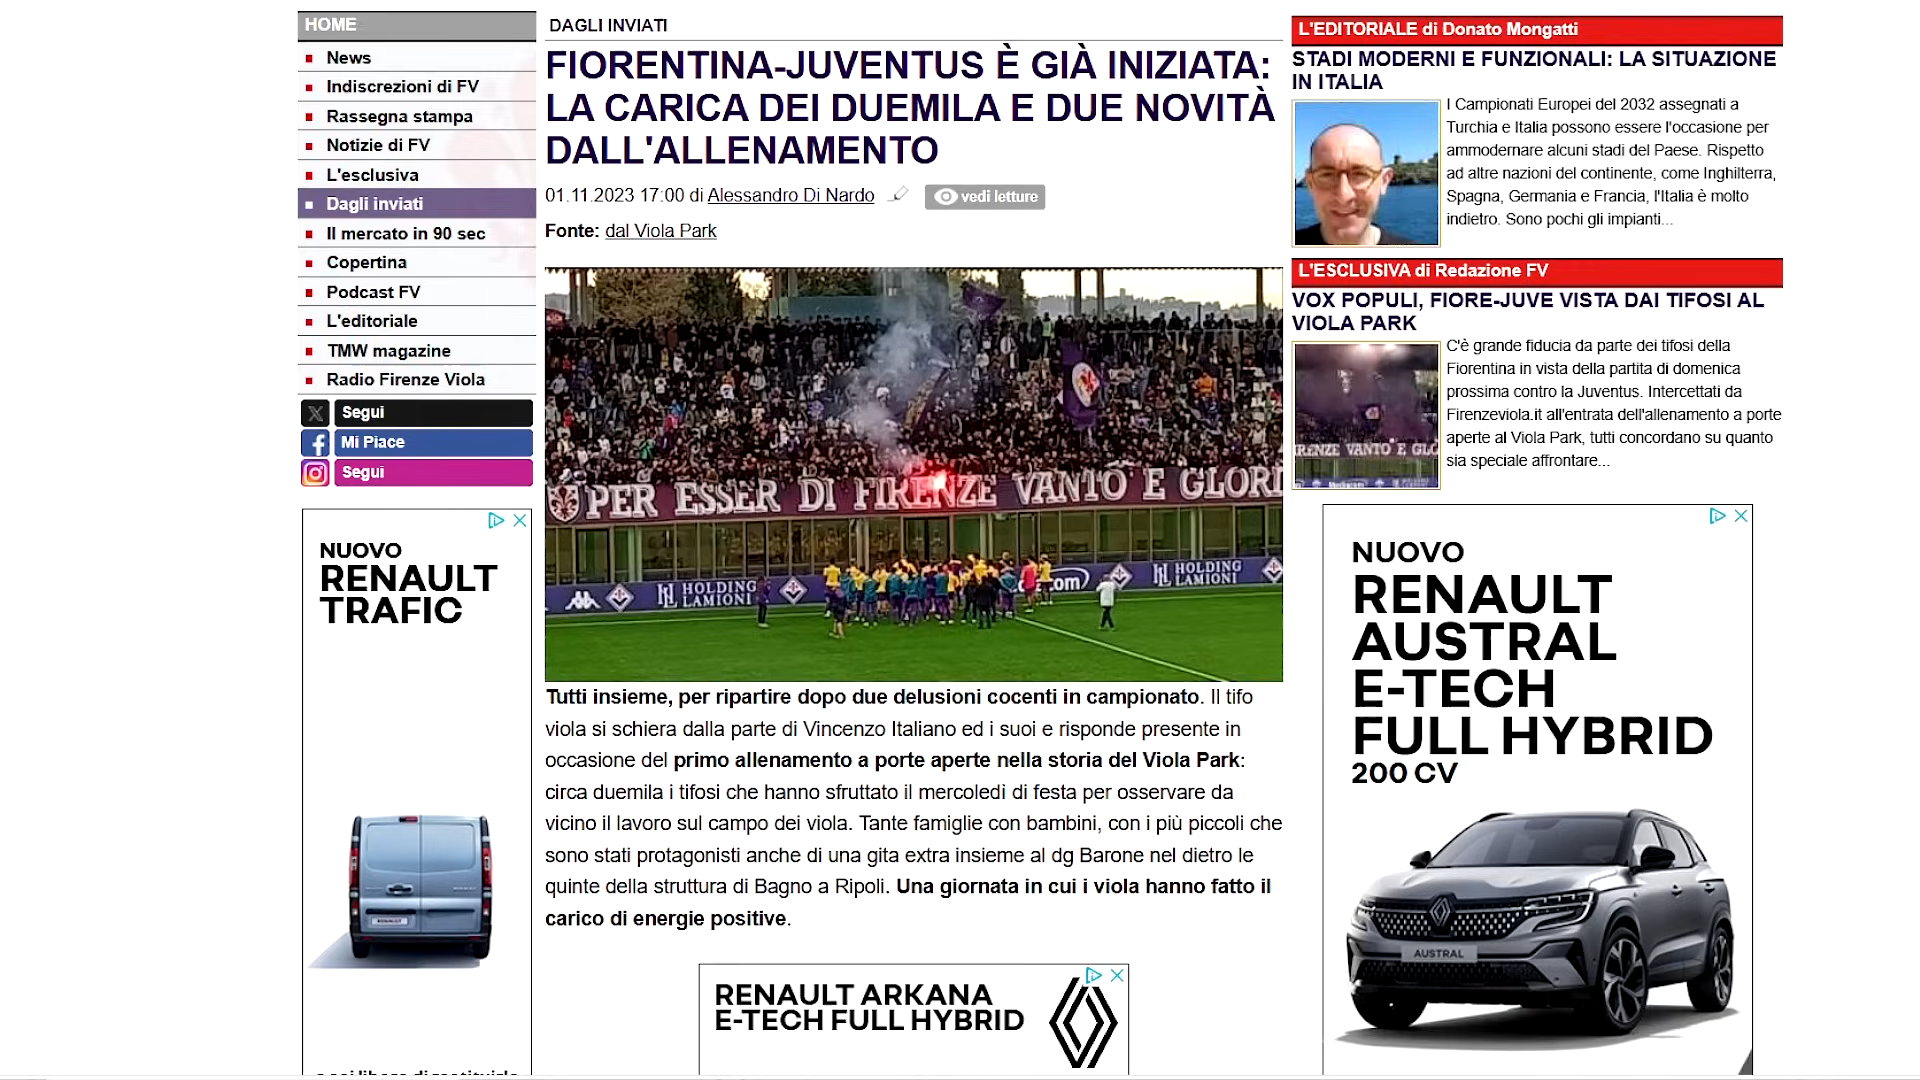 HOME
News
Indiscrezioni di FV
Rassegna stampa
Notizie di FV
L'esclusiva
Dagli inviati
Il mercato in 90 sec
Copertina
Podcast FV
L'editoriale
TMW magazine
Radio Firenze Viola
Segui
Mi Piace
Segui
NUOVO
RENAULT
TRAFIC
RENAULT
DAGLI INVIATI
FIORENTINA-JUVENTUS È GIÀ INIZIATA:
LA CARICA DEI DUEMILA E DUE NOVITÀ
DALL'ALLENAMENTO
01.11.2023 17:00 di Alessandro Di Nardo vedi letture
Fonte: dal Viola Park
PER ESSER DI FIRENZE VANTO E GLORI
HOLDING
LAMIONI
.com
HOLDING
LAMIONI
Tutti insieme, per ripartire dopo due delusioni cocenti in campionato. Il tifo
viola si schiera dalla parte di Vincenzo Italiano ed i suoi e risponde presente in
occasione del primo allenamento a porte aperte nella storia del Viola Park:
circa duemila i tifosi che hanno sfruttato il mercoledì di festa per osservare da
vicino il lavoro sul campo dei viola. Tante famiglie con bambini, con i più piccoli che
sono stati protagonisti anche di una gita extra insieme al dg Barone nel dietro le
quinte della struttura di Bagno a Ripoli. Una giornata in cui i viola hanno fatto il
carico di energie positive.
RENAULT ARKANA
E-TECH FULL HYBRID
L'EDITORIALE di Donato Mongatti
STADI MODERNI E FUNZIONALI: LA SITUAZIONE
IN ITALIA
I Campionati Europei del 2032 assegnati a
Turchia e Italia possono essere l'occasione per
ammodernare alcuni stadi del Paese. Rispetto
ad altre nazioni del continente, come Inghilterra,
Spagna, Germania e Francia, l'Italia è molto
indietro. Sono pochi gli impianti...
L'ESCLUSIVA di Redazione FV
VOX POPULI, FIORE-JUVE VISTA DAI TIFOSI AL
VIOLA PARK
C'è grande fiducia da parte dei tifosi della
Fiorentina in vista della partita di domenica
prossima contro la Juventus. Intercettati da
Firenzeviola.it all'entrata dell'allenamento a porte
aperte al Viola Park, tutti concordano su quanto
sia speciale affrontare...
IRENZE VANTO E GLO
NUOVO
RENAULT
AUSTRAL
E-TECH
FULL HYBRID
200 CV
AUSTRAL